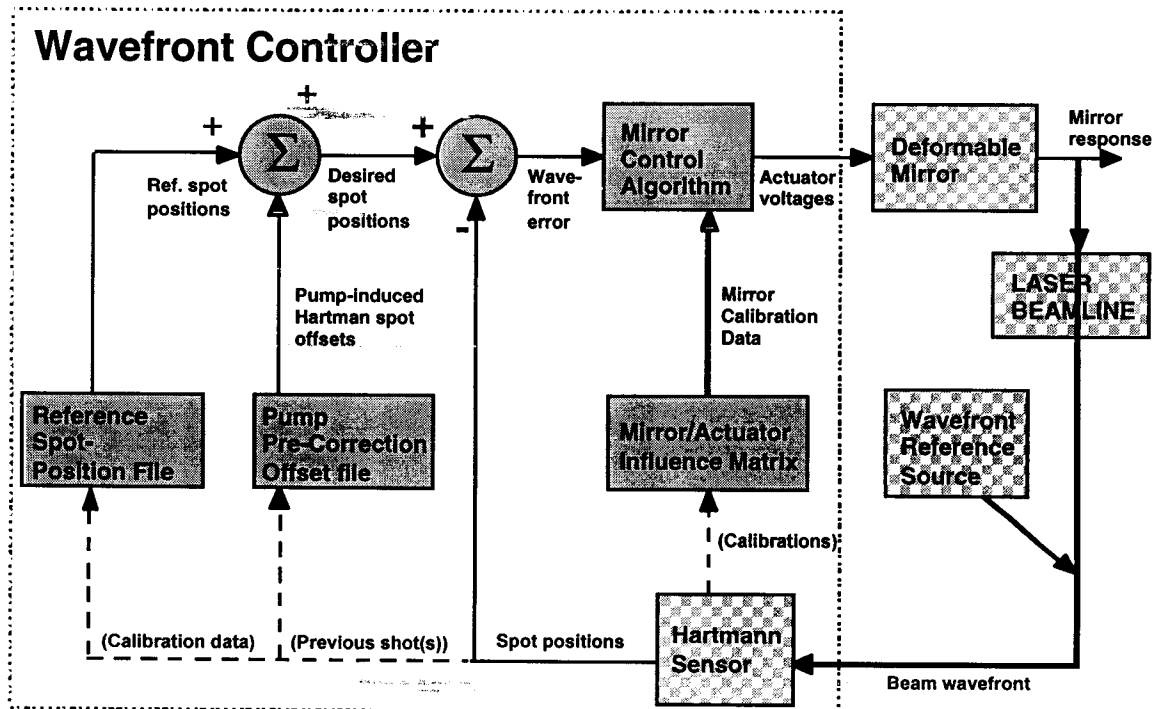 Wavefront Controller
+
+
Σ
+
Σ
-
Ref. spot
positions
Desired
spot
positions
Wave-
front
error
Mirror
Control
Algorithm
Actuator
voltages
Deformable
Mirror
Mirror
response
LASER
BEAMLINE
Pump-induced
Hartman spot
offsets
Mirror
Calibration
Data
Reference
Spot-
Position File
Pump
Pre-Correction
Offset file
Mirror/Actuator
Influence Matrix
Wavefront
Reference
Source
(Calibrations)
(Calibration data)
(Previous shot(s))
Spot positions
Hartmann
Sensor
Beam wavefront